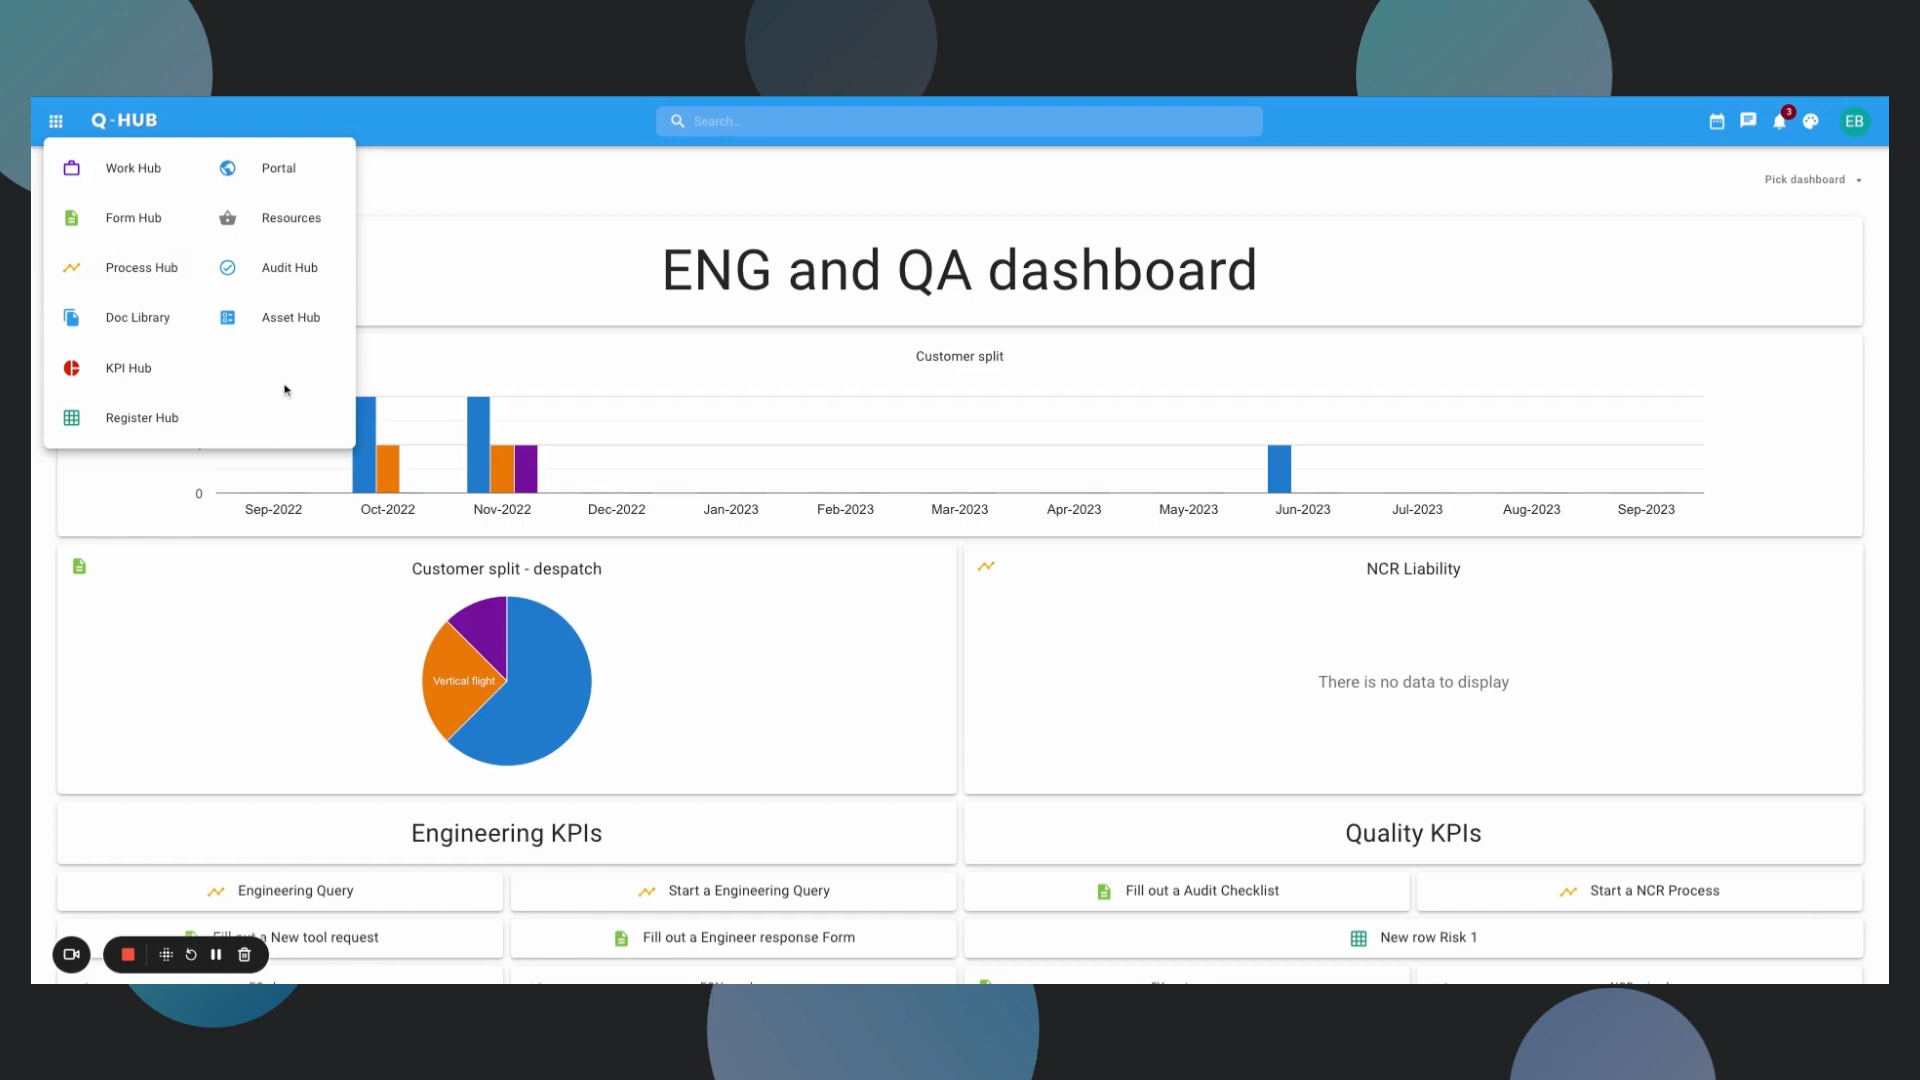 Q-HUB
Search...
3
EB
Work Hub
Portal
Form Hub
Resources
Process Hub
Audit Hub
Doc Library
Asset Hub
KPI Hub
Register Hub
Pick dashboard
ENG and QA dashboard
Customer split
0
Sep-2022
Oct-2022
Nov-2022
Dec-2022
Jan-2023
Feb-2023
Mar-2023
Apr-2023
May-2023
Jun-2023
Jul-2023
Aug-2023
Sep-2023
Customer split - despatch
Vertical flight
NCR Liability
There is no data to display
Engineering KPIs
Quality KPIs
Engineering Query
Start a Engineering Query
Fill out a Audit Checklist
Start a NCR Process
Fill out a New tool request
Fill out a Engineer response Form
New row Risk 1